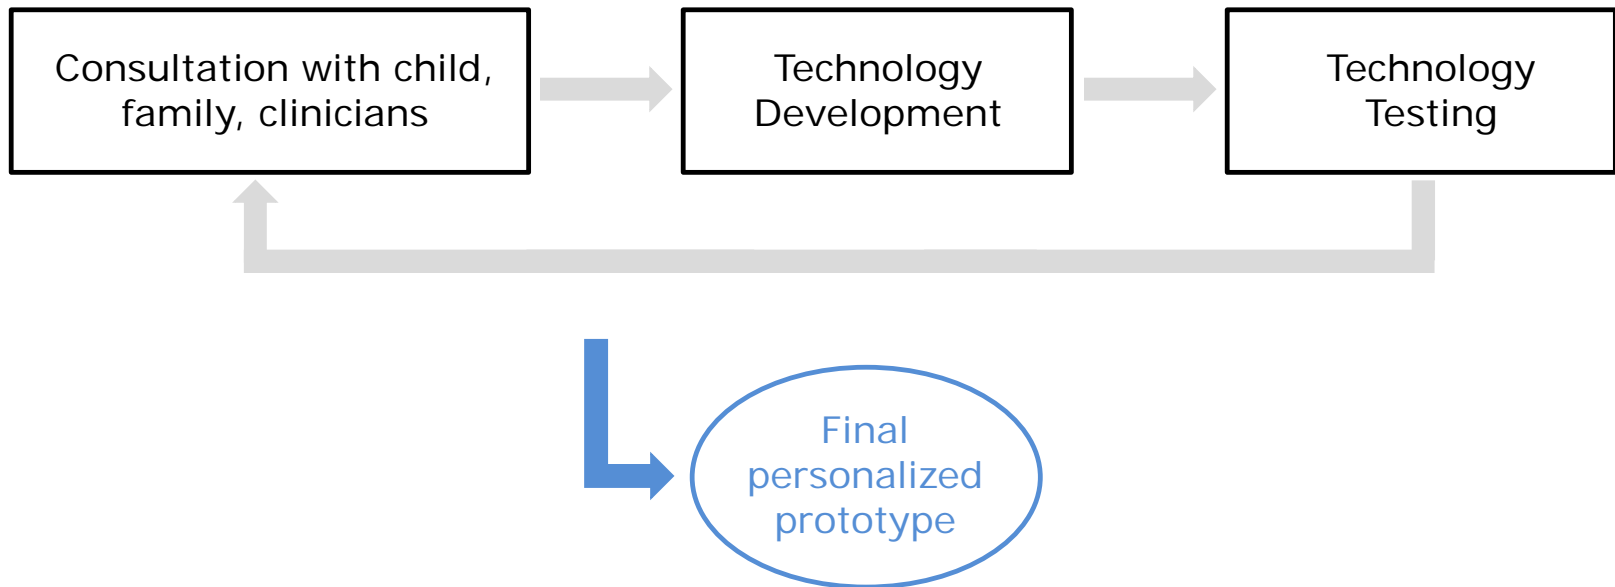 Consultation with child,
family, clinicians
Technology
Development
Technology
Testing
Final
personalized
prototype